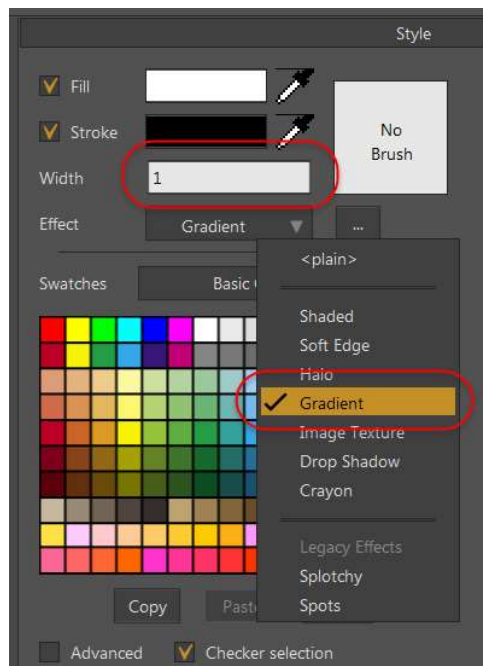 Style
Fill
Stroke
No
Brush
Width
1
Effect
Gradient
...
<plain>
Swatches
Basic
Shaded
Soft Edge
Halo
Gradient
Image Texture
Drop Shadow
Crayon
Legacy Effects
Splotchy
Spots
Copy
Paste
Advanced
Checker selection